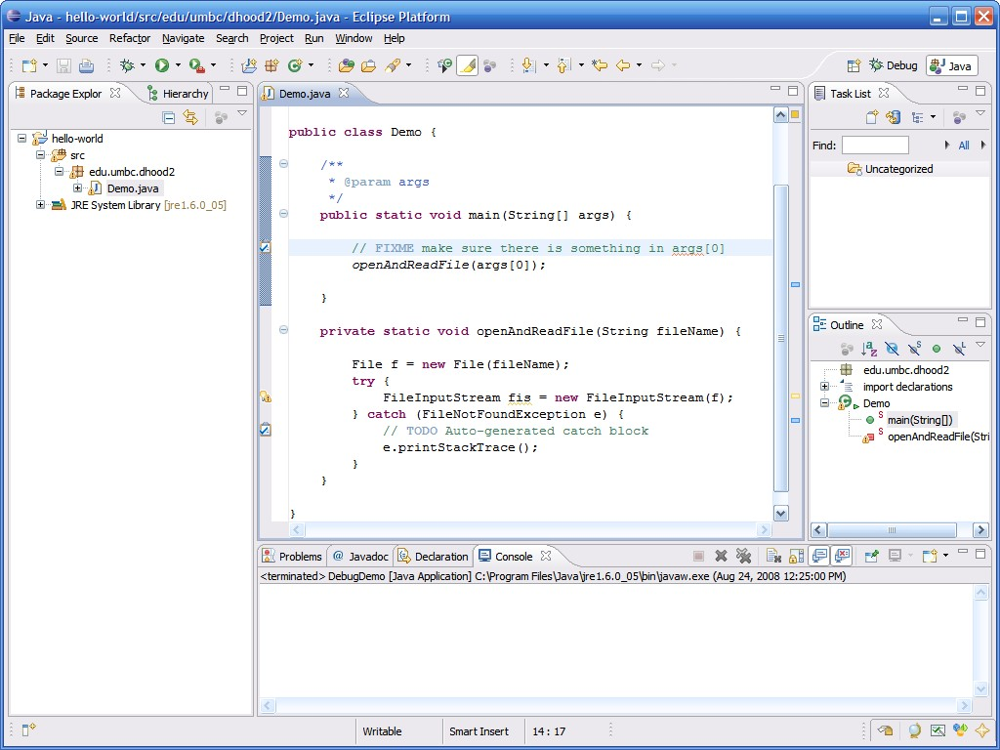 Java - hello-world/src/edu/umbc/dhood2/Demo.java - Eclipse Platform
File Edit Source Refactor Navigate Search Project Run Window Help
Debug Java
Package Explor Hierarchy
hello-world
src
edu.umbc.dhood2
Demo.java
JRE System Library [jre1.6.0_05]
Demo.java
public class Demo {
/**
* @param args
*/
public static void main(String[] args) {
// FIXME make sure there is something in args[0]
openAndReadFile(args[0]);
}
private static void openAndReadFile(String fileName) {
File f = new File(fileName);
try {
FileInputStream fis = new FileInputStream(f);
} catch (FileNotFoundException e) {
// TODO Auto-generated catch block
e.printStackTrace();
}
}
}
Task List
Find: All
Uncategorized
Outline
edu.umbc.dhood2
import declarations
Demo
main(String[])
openAndReadFile(Stri
Problems @ Javadoc Declaration Console
<terminated> DebugDemo [Java Application] C:\Program Files\Java\jre1.6.0_05\bin\javaw.exe (Aug 24, 2008 12:25:00 PM)
Writable Smart Insert 14 : 17